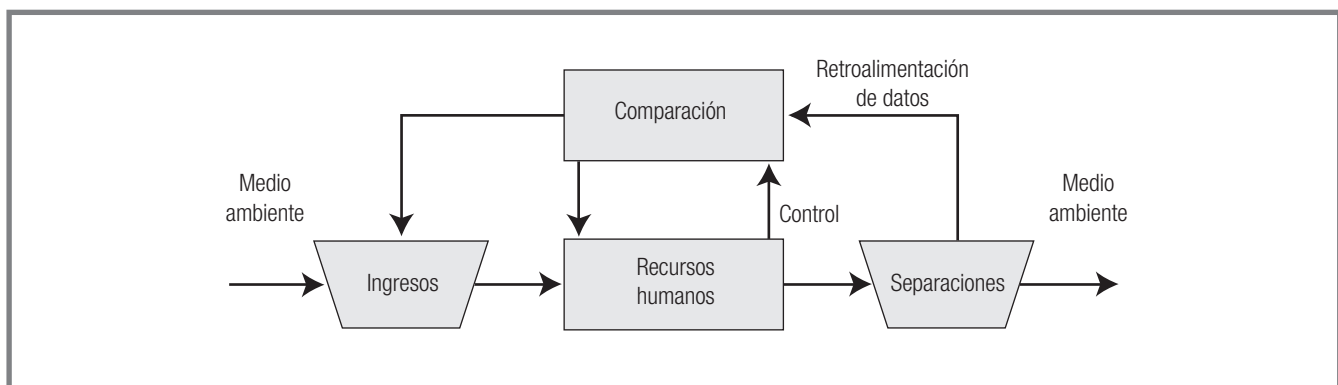 Retroalimentación
de datos
Comparación
Medio
ambiente
Control
Medio
ambiente
Ingresos
Recursos
humanos
Separaciones